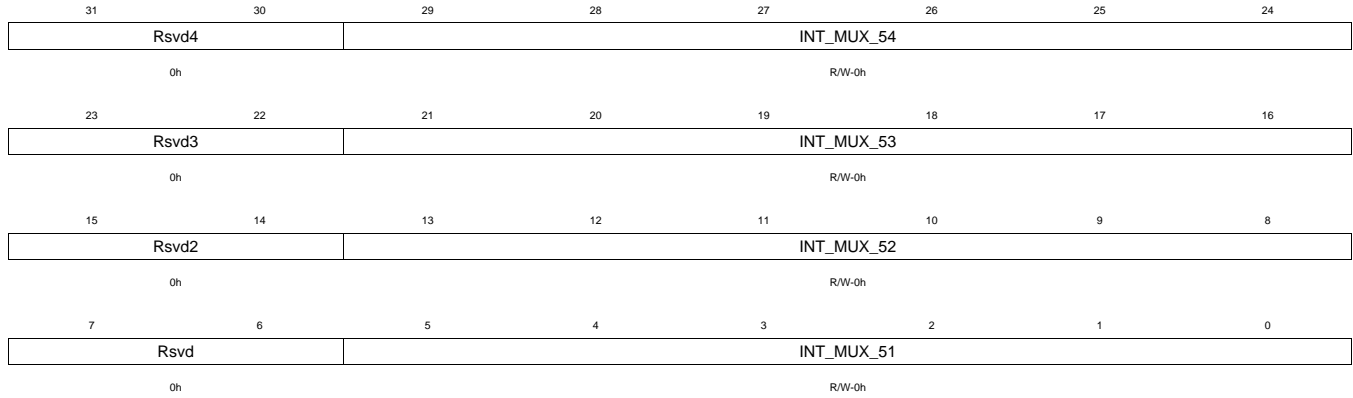 31 30 29 28 27 26 25 24
Rsvd4 INT_MUX_54
0h R/W-0h
23 22 21 20 19 18 17 16
Rsvd3 INT_MUX_53
0h R/W-0h
15 14 13 12 11 10 9 8
Rsvd2 INT_MUX_52
0h R/W-0h
7 6 5 4 3 2 1 0
Rsvd INT_MUX_51
0h R/W-0h